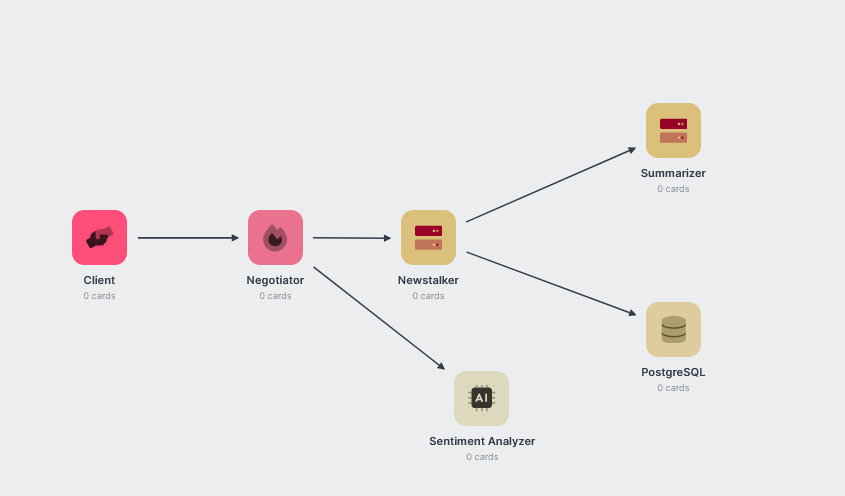 Summarizer
0 cards
Client
0 cards
Negotiator
0 cards
Newstalker
0 cards
PostgreSQL
0 cards
AI
Sentiment Analyzer
0 cards